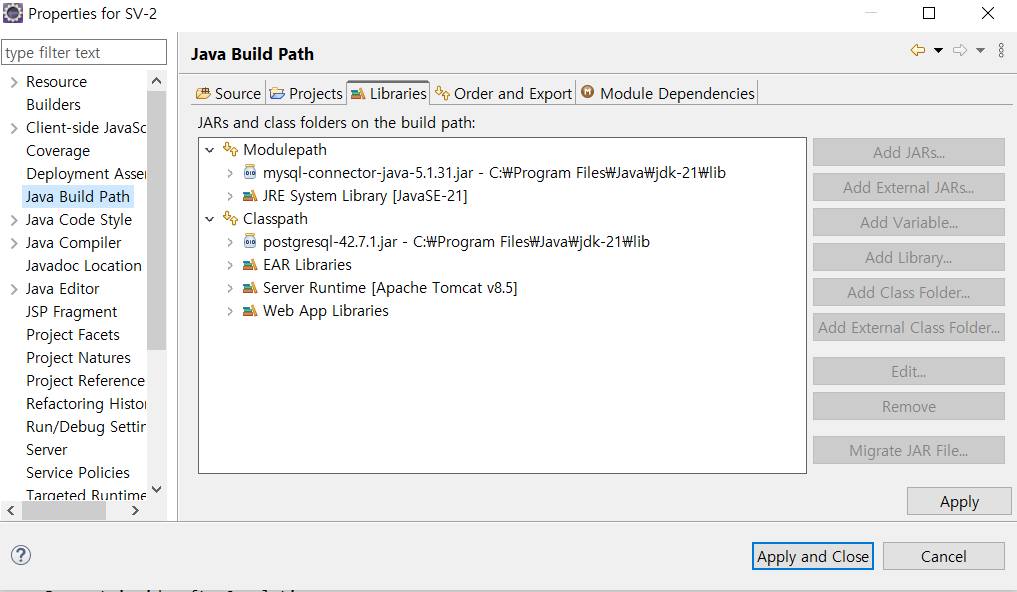 Properties for SV-2
type filter text
Resource
Builders
Client-side JavaSc
Coverage
Deployment Asse
Java Build Path
Java Code Style
Java Compiler
Javadoc Location
Java Editor
JSP Fragment
Project Facets
Project Natures
Project Reference
Refactoring Histo
Run/Debug Settin
Server
Service Policies
Targeted Runtime
Java Build Path
Source Projects Libraries Order and Export Module Dependencies
JARs and class folders on the build path:
Modulepath
mysql-connector-java-5.1.31.jar - C:₩Program Files₩Java₩jdk-21₩lib
JRE System Library [JavaSE-21]
Classpath
postgresql-42.7.1.jar - C:₩Program Files₩Java₩jdk-21₩lib
EAR Libraries
Server Runtime [Apache Tomcat v8.5]
Web App Libraries
Add JARs...
Add External JARs...
Add Variable...
Add Library...
Add Class Folder...
Add External Class Folder...
Edit...
Remove
Migrate JAR File...
Apply
Apply and Close Cancel